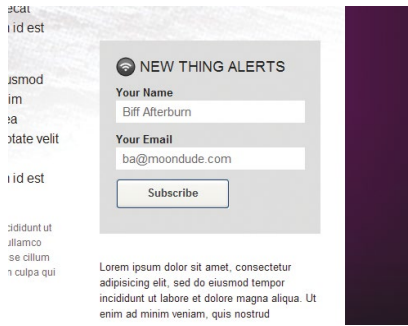 ecat
n id est
usmod
im
ea
otate velit
n id est
cididunt ut
ullamco
se cillum
n culpa qui
NEW THING ALERTS
Your Name
Biff Afterburn
Your Email
ba@moondude.com
Subscribe
Lorem ipsum dolor sit amet, consectetur
adipisicing elit, sed do eiusmod tempor
incididunt ut labore et dolore magna aliqua. Ut
enim ad minim veniam, quis nostrud